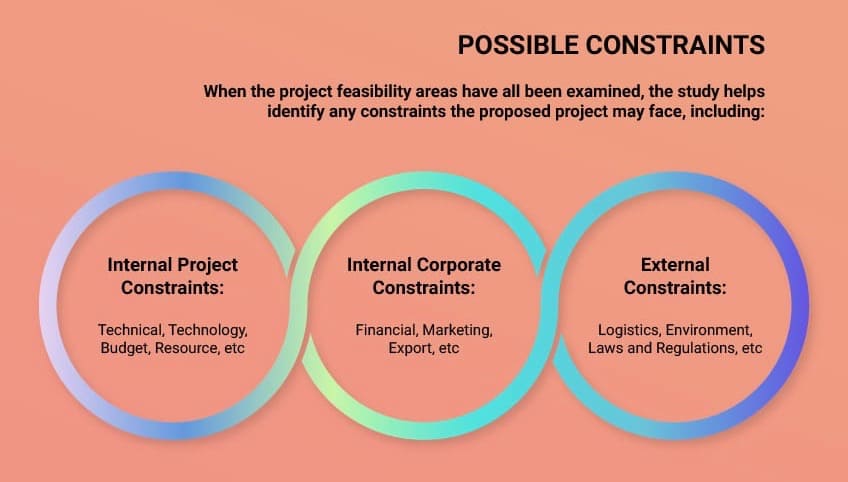 POSSIBLE CONSTRAINTS
When the project feasibility areas have all been examined, the study helps
identify any constraints the proposed project may face, including:
Internal Project
Constraints:
Technical, Technology,
Budget, Resource, etc
Internal Corporate
Constraints:
Financial, Marketing,
Export, etc
External
Constraints:
Logistics, Environment,
Laws and Regulations, etc